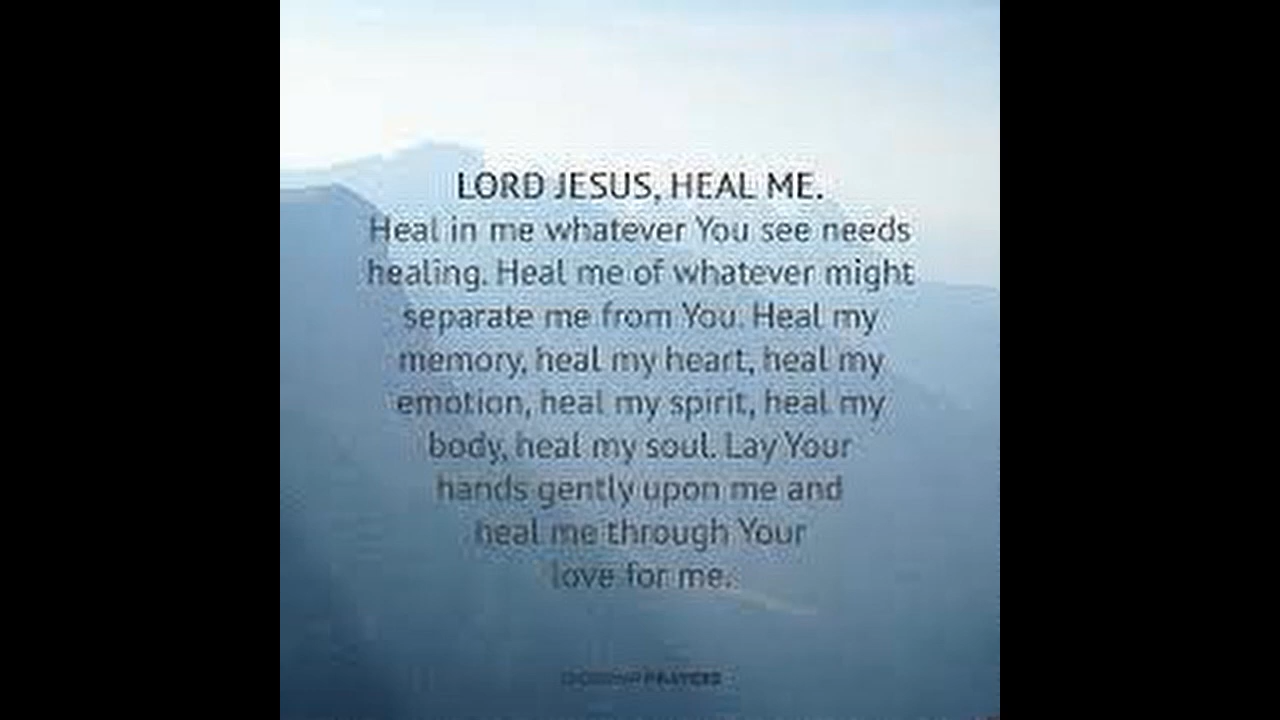 LORD JESUS, HEAL ME.
Heal in me whatever You see needs
healing. Heal me of whatever might
separate me from You. Heal my
memory, heal my heart, heal my
emotion, heal my spirit, heal my
body, heal my soul. Lay Your
hands gently upon me and
heal me through Your
love for me.
PRAYERS